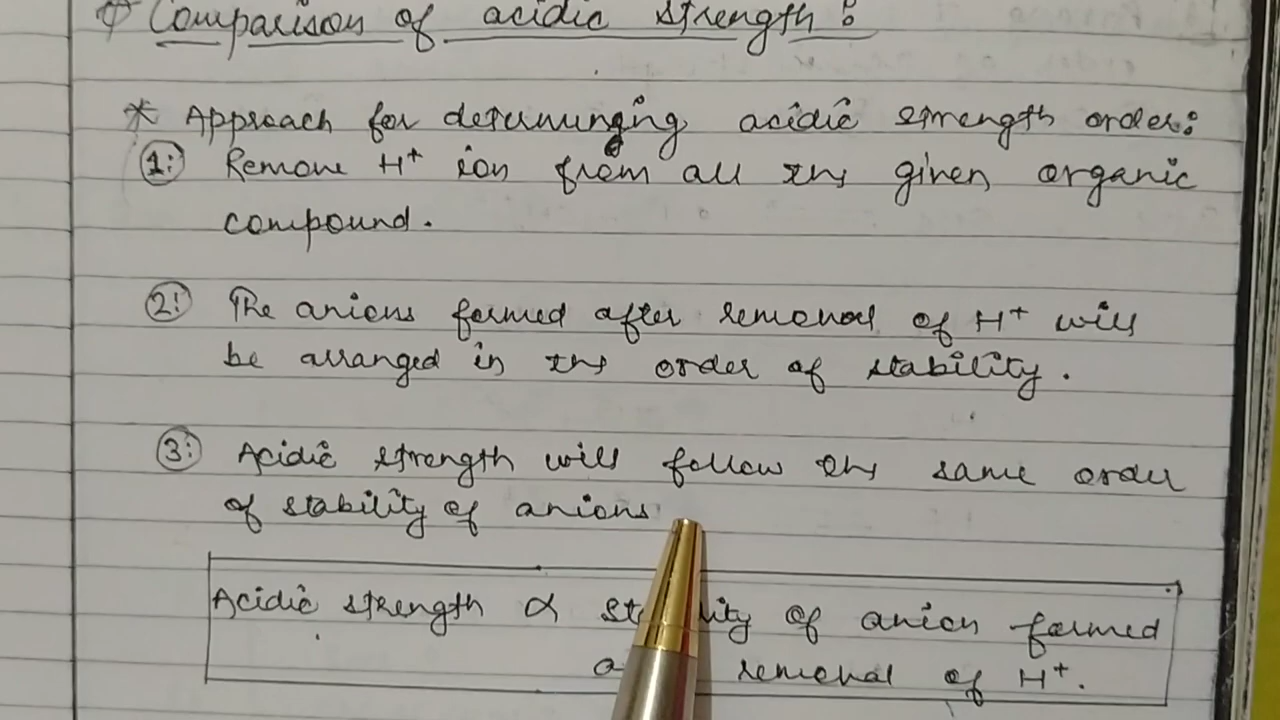 Comparison of acidic strength :
* Approach for determining acidic strength order:
1: Remove H⁺ ion from all the given organic
compound.
2: The anions formed after removal of H⁺ will
be arranged in the order of stability.
3: Acidic strength will follow the same order
of stability of anions
Acidic strength ∝ of anion formed
removal of H⁺.